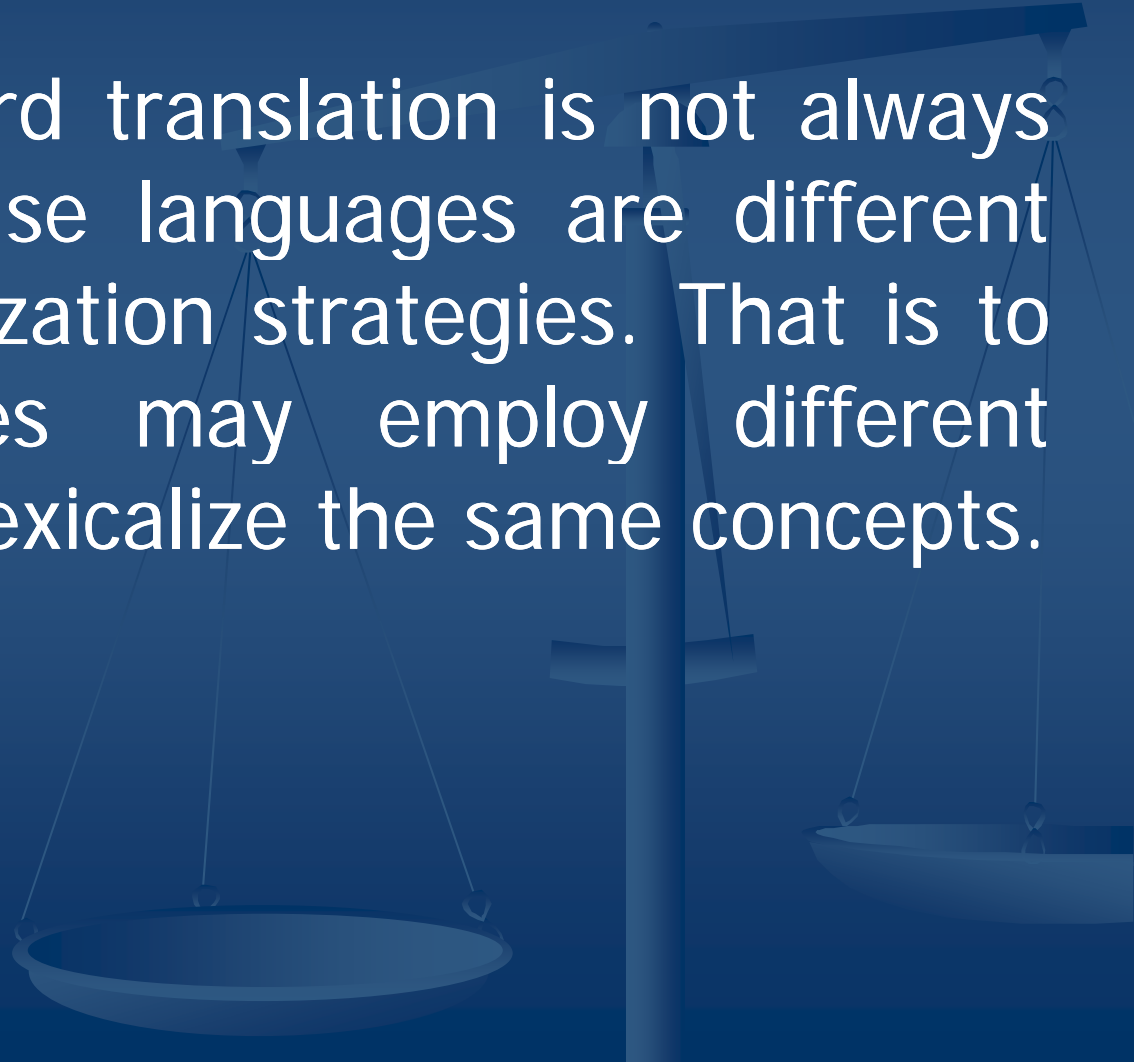 rd translation is not always
se languages are different
zation strategies. That is to
es may employ different
exicalize the same concepts.